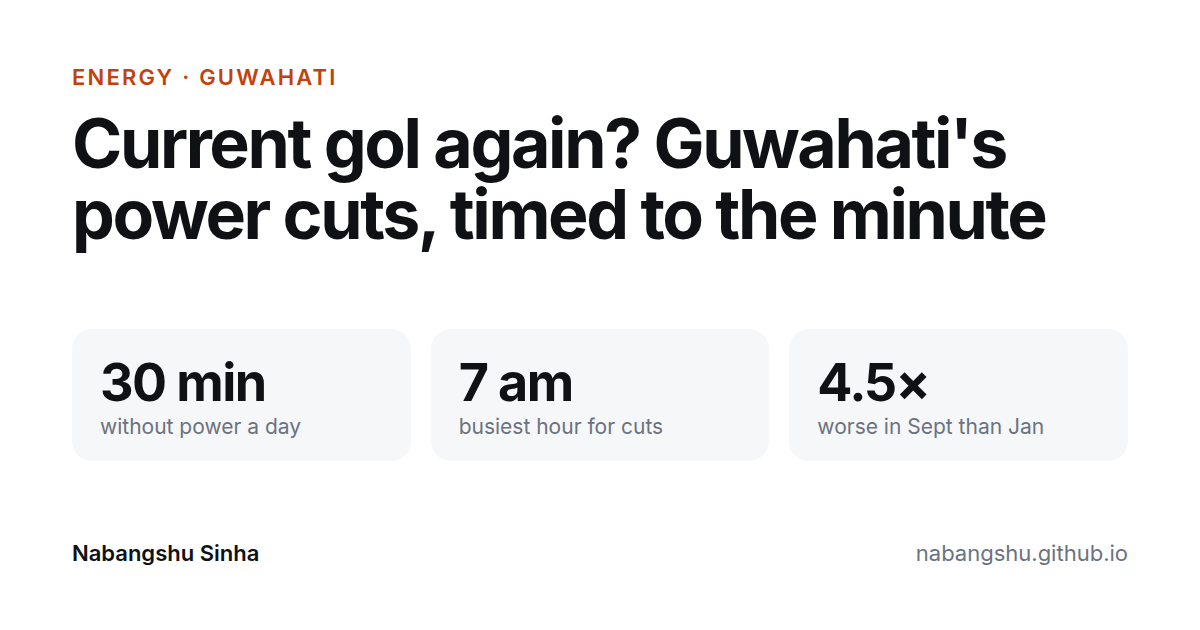 ENERGY · GUWAHATI
Current gol again? Guwahati's
power cuts, timed to the minute
30 min
without power a day
7 am
busiest hour for cuts
4.5×
worse in Sept than Jan
Nabangshu Sinha
nabangshu.github.io